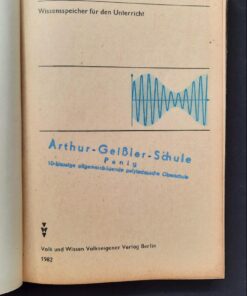 Wissensspeicher für den Unterricht
Arthur-Geißler-Schule
Penig
10-klassige allgemeinbildende polytechnische Oberschule
Volk und Wissen Volkseigener Verlag Berlin
1982